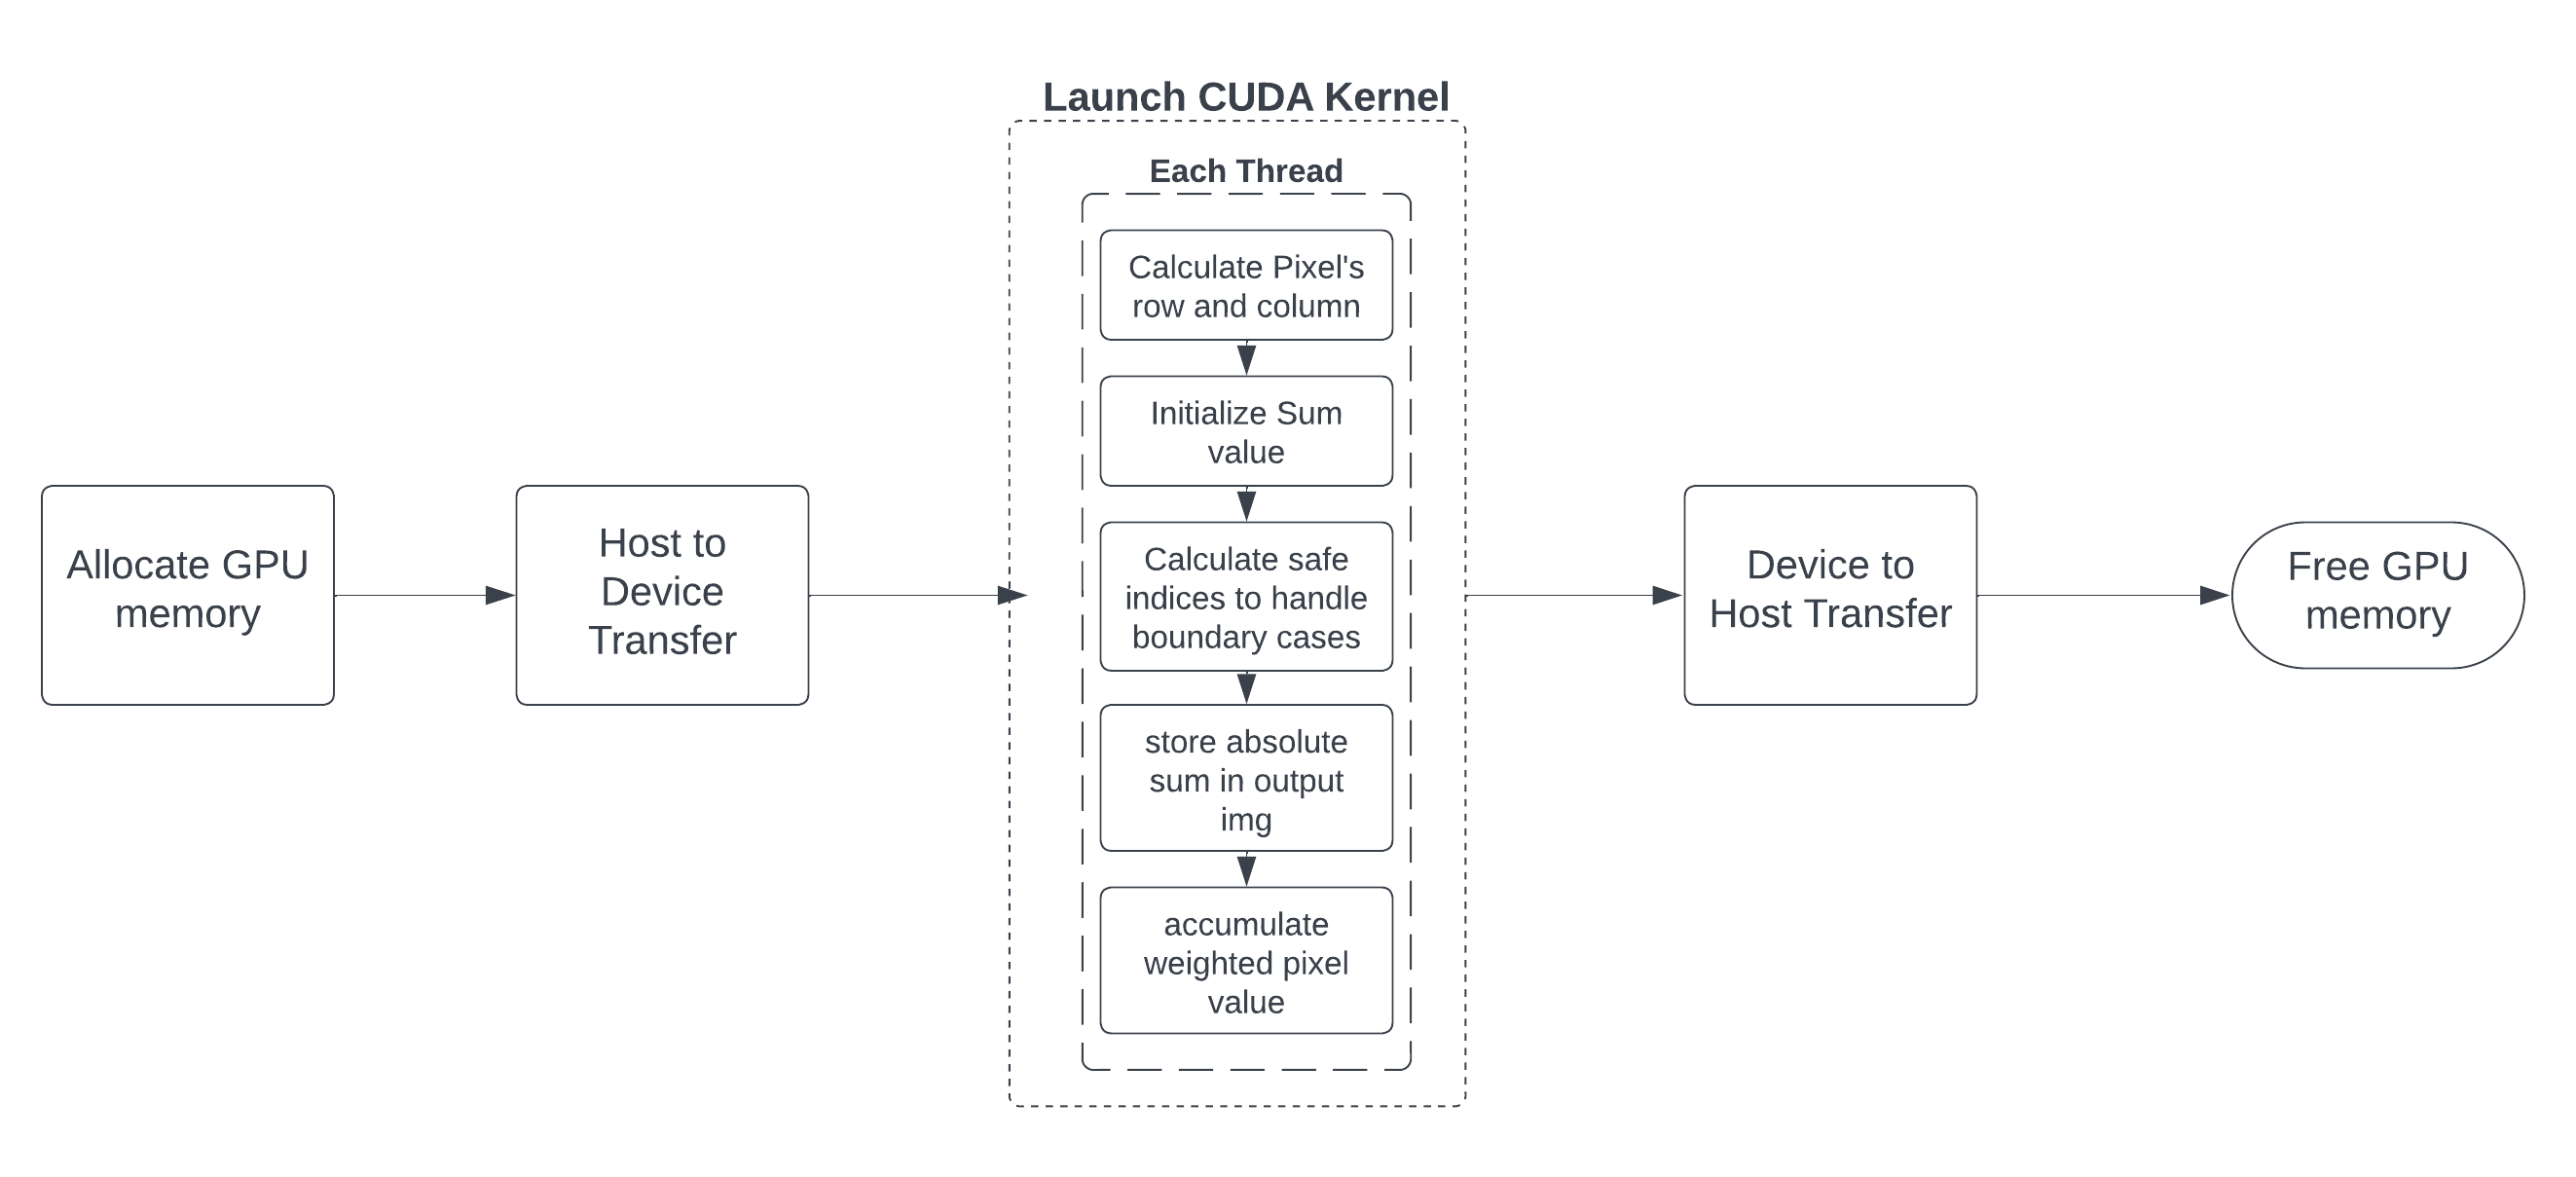 Launch CUDA Kernel
Each Thread
Calculate Pixel's
row and column
Initialize Sum
value
Calculate safe
indices to handle
boundary cases
store absolute
sum in output
img
accumulate
weighted pixel
value
Allocate GPU
memory
Host to
Device
Transfer
Device to
Host Transfer
Free GPU
memory